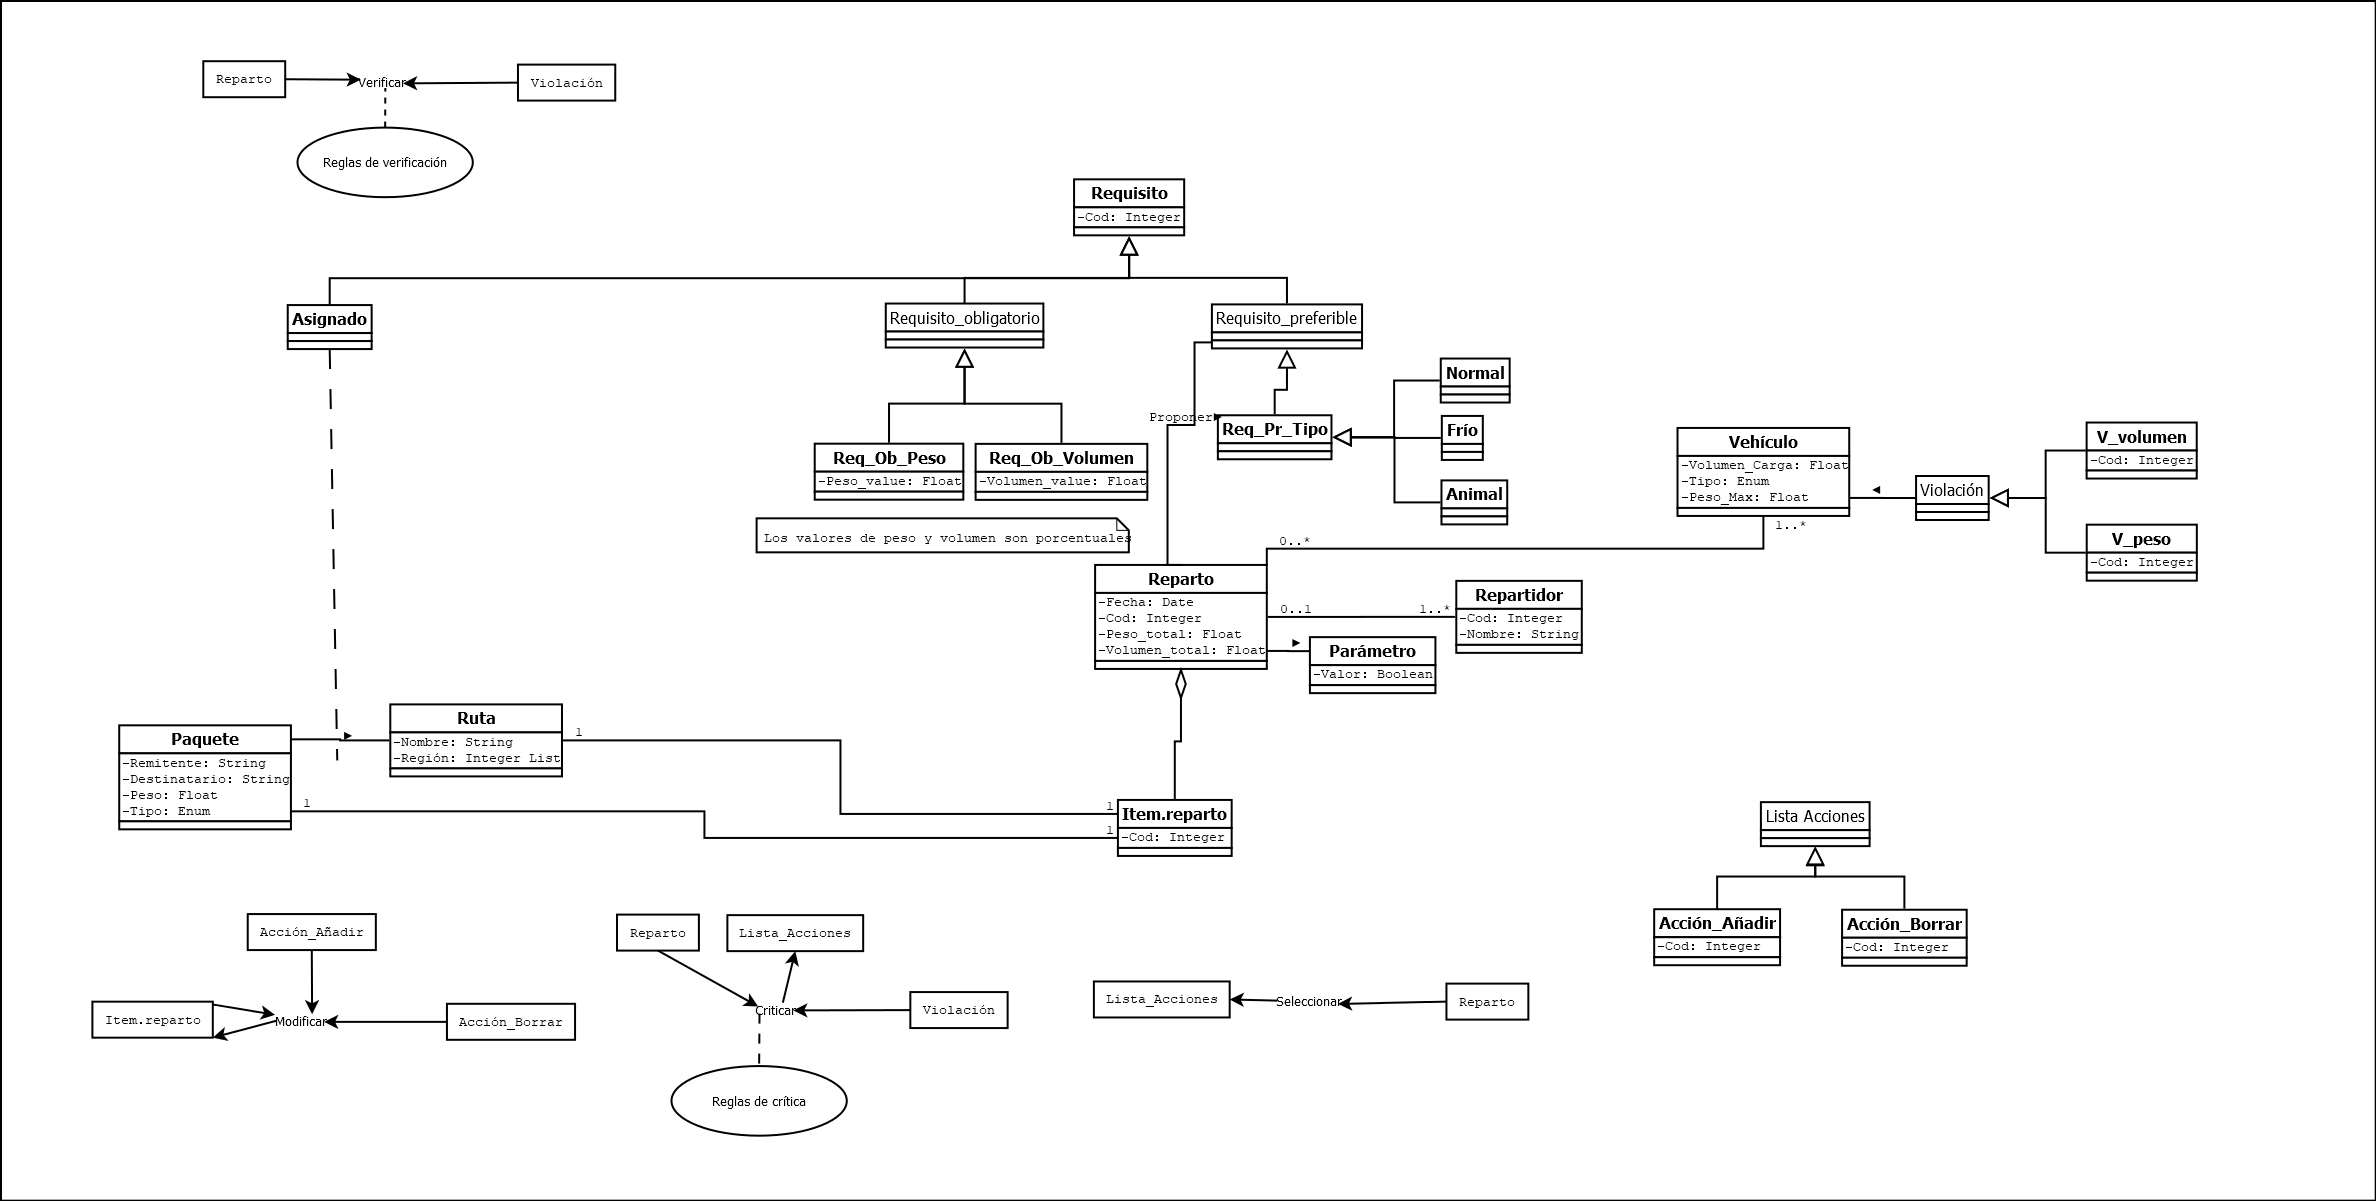 Reparto
Verificar
Violación
Reglas de verificación
Requisito
-Cod: Integer
Asignado
Requisito_obligatorio
Requisito_preferible
Normal
Proponer
Req_Pr_Tipo
Frío
Animal
Req_Ob_Peso
-Peso_value: Float
Req_Ob_Volumen
-Volumen_value: Float
Vehículo
-Volumen_Carga: Float
-Tipo: Enum
-Peso_Max: Float
Violación
V_volumen
-Cod: Integer
V_peso
-Cod: Integer
Los valores de peso y volumen son porcentuales
0..*
1..*
Reparto
-Fecha: Date
-Cod: Integer
-Peso_total: Float
-Volumen_total: Float
0..1
1..*
Repartidor
-Cod: Integer
-Nombre: String
Parámetro
-Valor: Boolean
Paquete
-Remitente: String
-Destinatario: String
-Peso: Float
-Tipo: Enum
Ruta
-Nombre: String
-Región: Integer List
1
1
1
1
Item.reparto
-Cod: Integer
Lista Acciones
Acción_Añadir
-Cod: Integer
Acción_Borrar
-Cod: Integer
Acción_Añadir
Item.reparto
Modificar
Acción_Borrar
Reparto
Lista_Acciones
Criticar
Violación
Reglas de crítica
Lista_Acciones
Seleccionar
Reparto